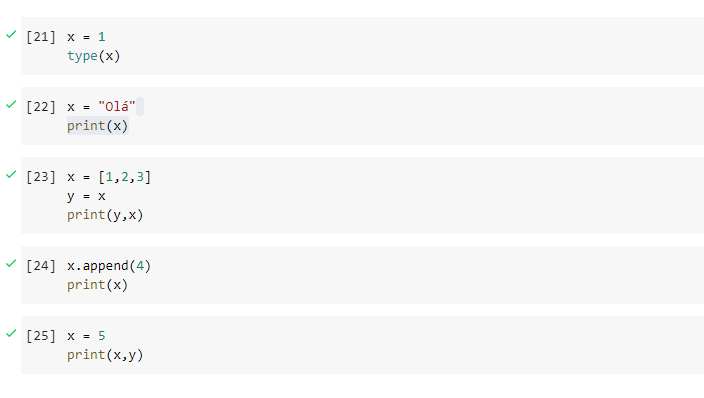 [21] x = 1
type(x)
[22] x = "Olá"
print(x)
[23] x = [1,2,3]
y = x
print(y,x)
[24] x.append(4)
print(x)
[25] x = 5
print(x,y)